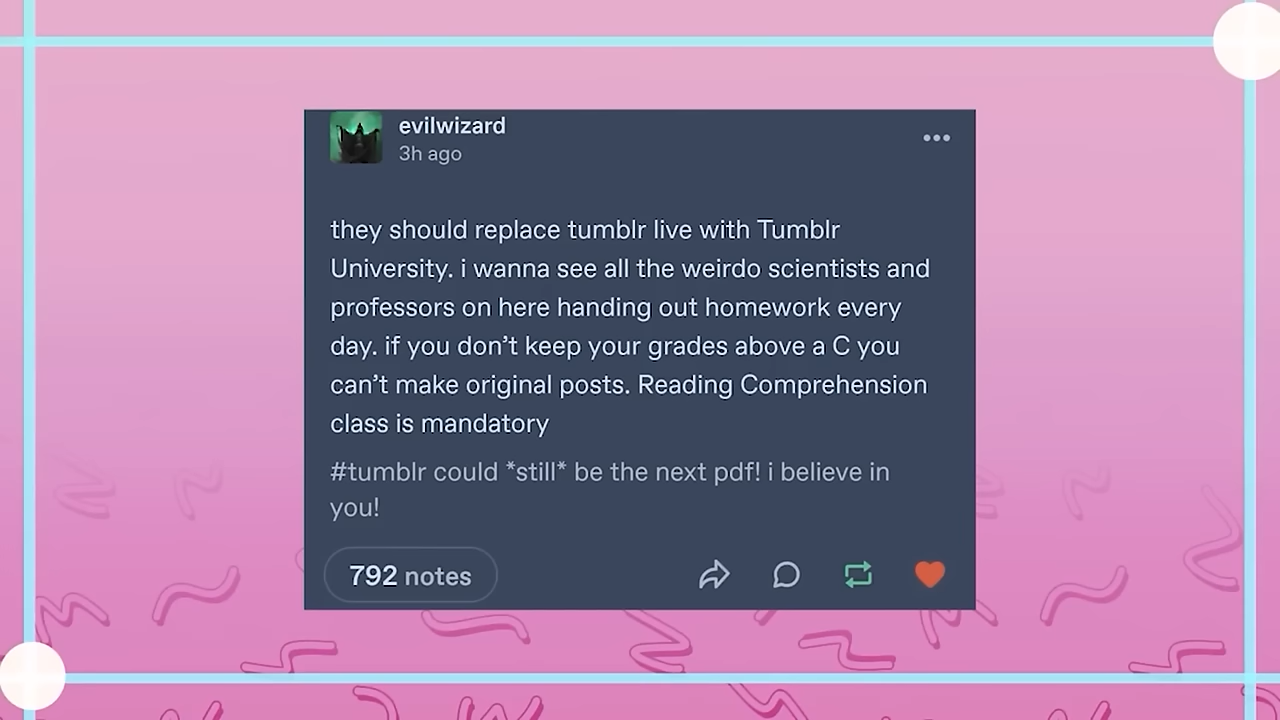 evilwizard
3h ago
they should replace tumblr live with Tumblr
University. i wanna see all the weirdo scientists and
professors on here handing out homework every
day. if you don’t keep your grades above a C you
can’t make original posts. Reading Comprehension
class is mandatory
#tumblr could *still* be the next pdf! i believe in
you!
792 notes